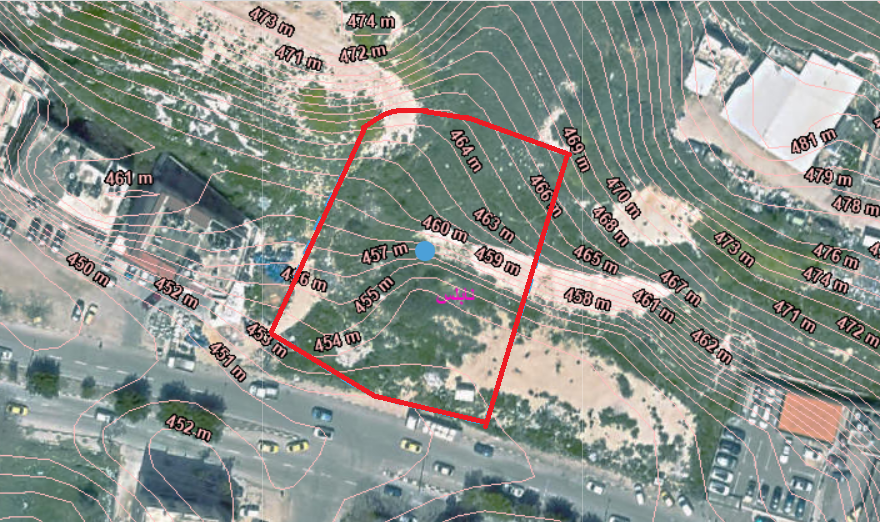 473 m
474 m
471 m
472 m
464 m
469 m
481 m
479 m
478 m
461 m
466 m
470 m
468 m
460 m
463 m
473 m
476 m
474 m
457 m
459 m
465 m
450 m
452 m
456 m
455 m
نابلس
458 m
461 m
467 m
471 m
472 m
453 m
454 m
451 m
462 m
452 m